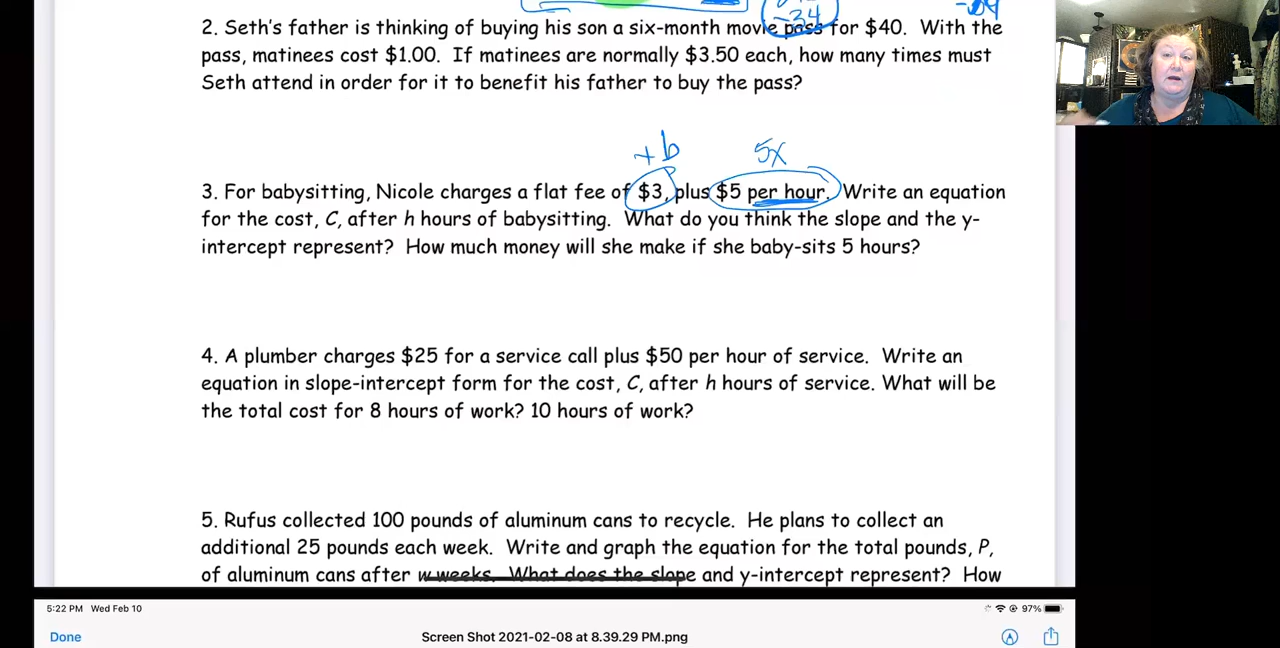 -34
2. Seth's father is thinking of buying his son a six-month movie pass for $40. With the
pass, matinees cost $1.00. If matinees are normally $3.50 each, how many times must
Seth attend in order for it to benefit his father to buy the pass?
+b 5x
3. For babysitting, Nicole charges a flat fee of $3, plus $5 per hour. Write an equation
for the cost, C, after h hours of babysitting. What do you think the slope and the y-
intercept represent? How much money will she make if she baby-sits 5 hours?
4. A plumber charges $25 for a service call plus $50 per hour of service. Write an
equation in slope-intercept form for the cost, C, after h hours of service. What will be
the total cost for 8 hours of work? 10 hours of work?
5. Rufus collected 100 pounds of aluminum cans to recycle. He plans to collect an
additional 25 pounds each week. Write and graph the equation for the total pounds, P,
of aluminum cans after w weeks. What does the slope and y-intercept represent? How
5:22 PM Wed Feb 10 97%
Done Screen Shot 2021-02-08 at 8.39.29 PM.png